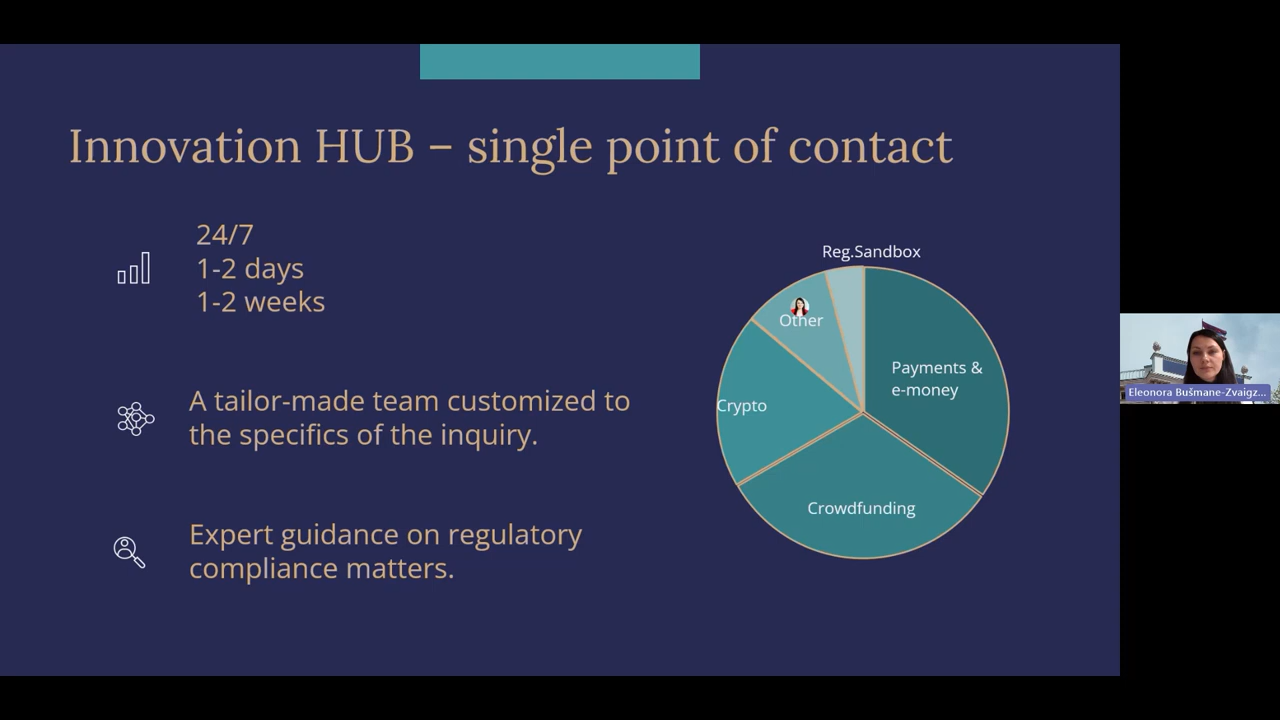 Innovation HUB – single point of contact
24/7
1-2 days
1-2 weeks
A tailor-made team customized to
the specifics of the inquiry.
Expert guidance on regulatory
compliance matters.
Reg.Sandbox
Other
Payments &
e-money
Crypto
Crowdfunding
Eleonora Bušmane-Zvaigz...